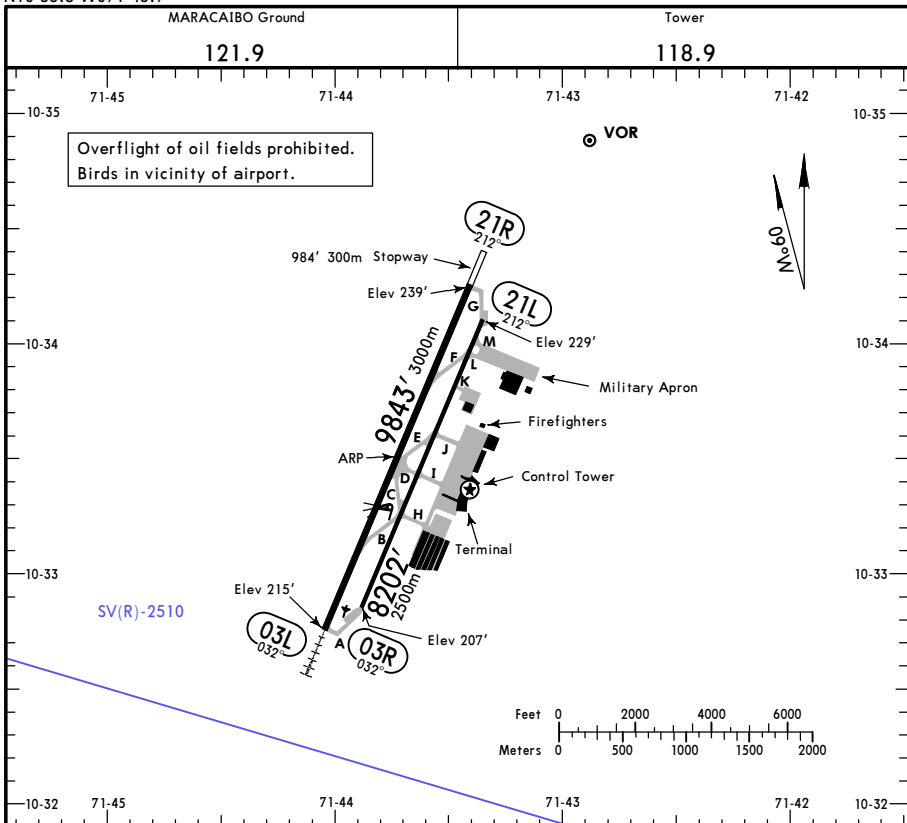 MARACAIBO Ground
121.9
Tower
118.9
71-45
71-44
71-43
71-42
10-35
10-35
VOR
Overflight of oil fields prohibited.
Birds in vicinity of airport.
09°W
21R
212°
984' 300m Stopway
Elev 239'
21L
212°
G
Elev 229'
10-34
10-34
M
F
L
K
Military Apron
9843' 3000m
Firefighters
E
J
ARP
D
I
Control Tower
C
H
B
Terminal
10-33
10-33
8202'
2500m
Elev 215'
SV(R)-2510
03L
032°
A
03R
032°
Elev 207'
Feet 0 2000 4000 6000
Meters 0 500 1000 1500 2000
10-32
71-45
71-44
71-43
71-42
10-32